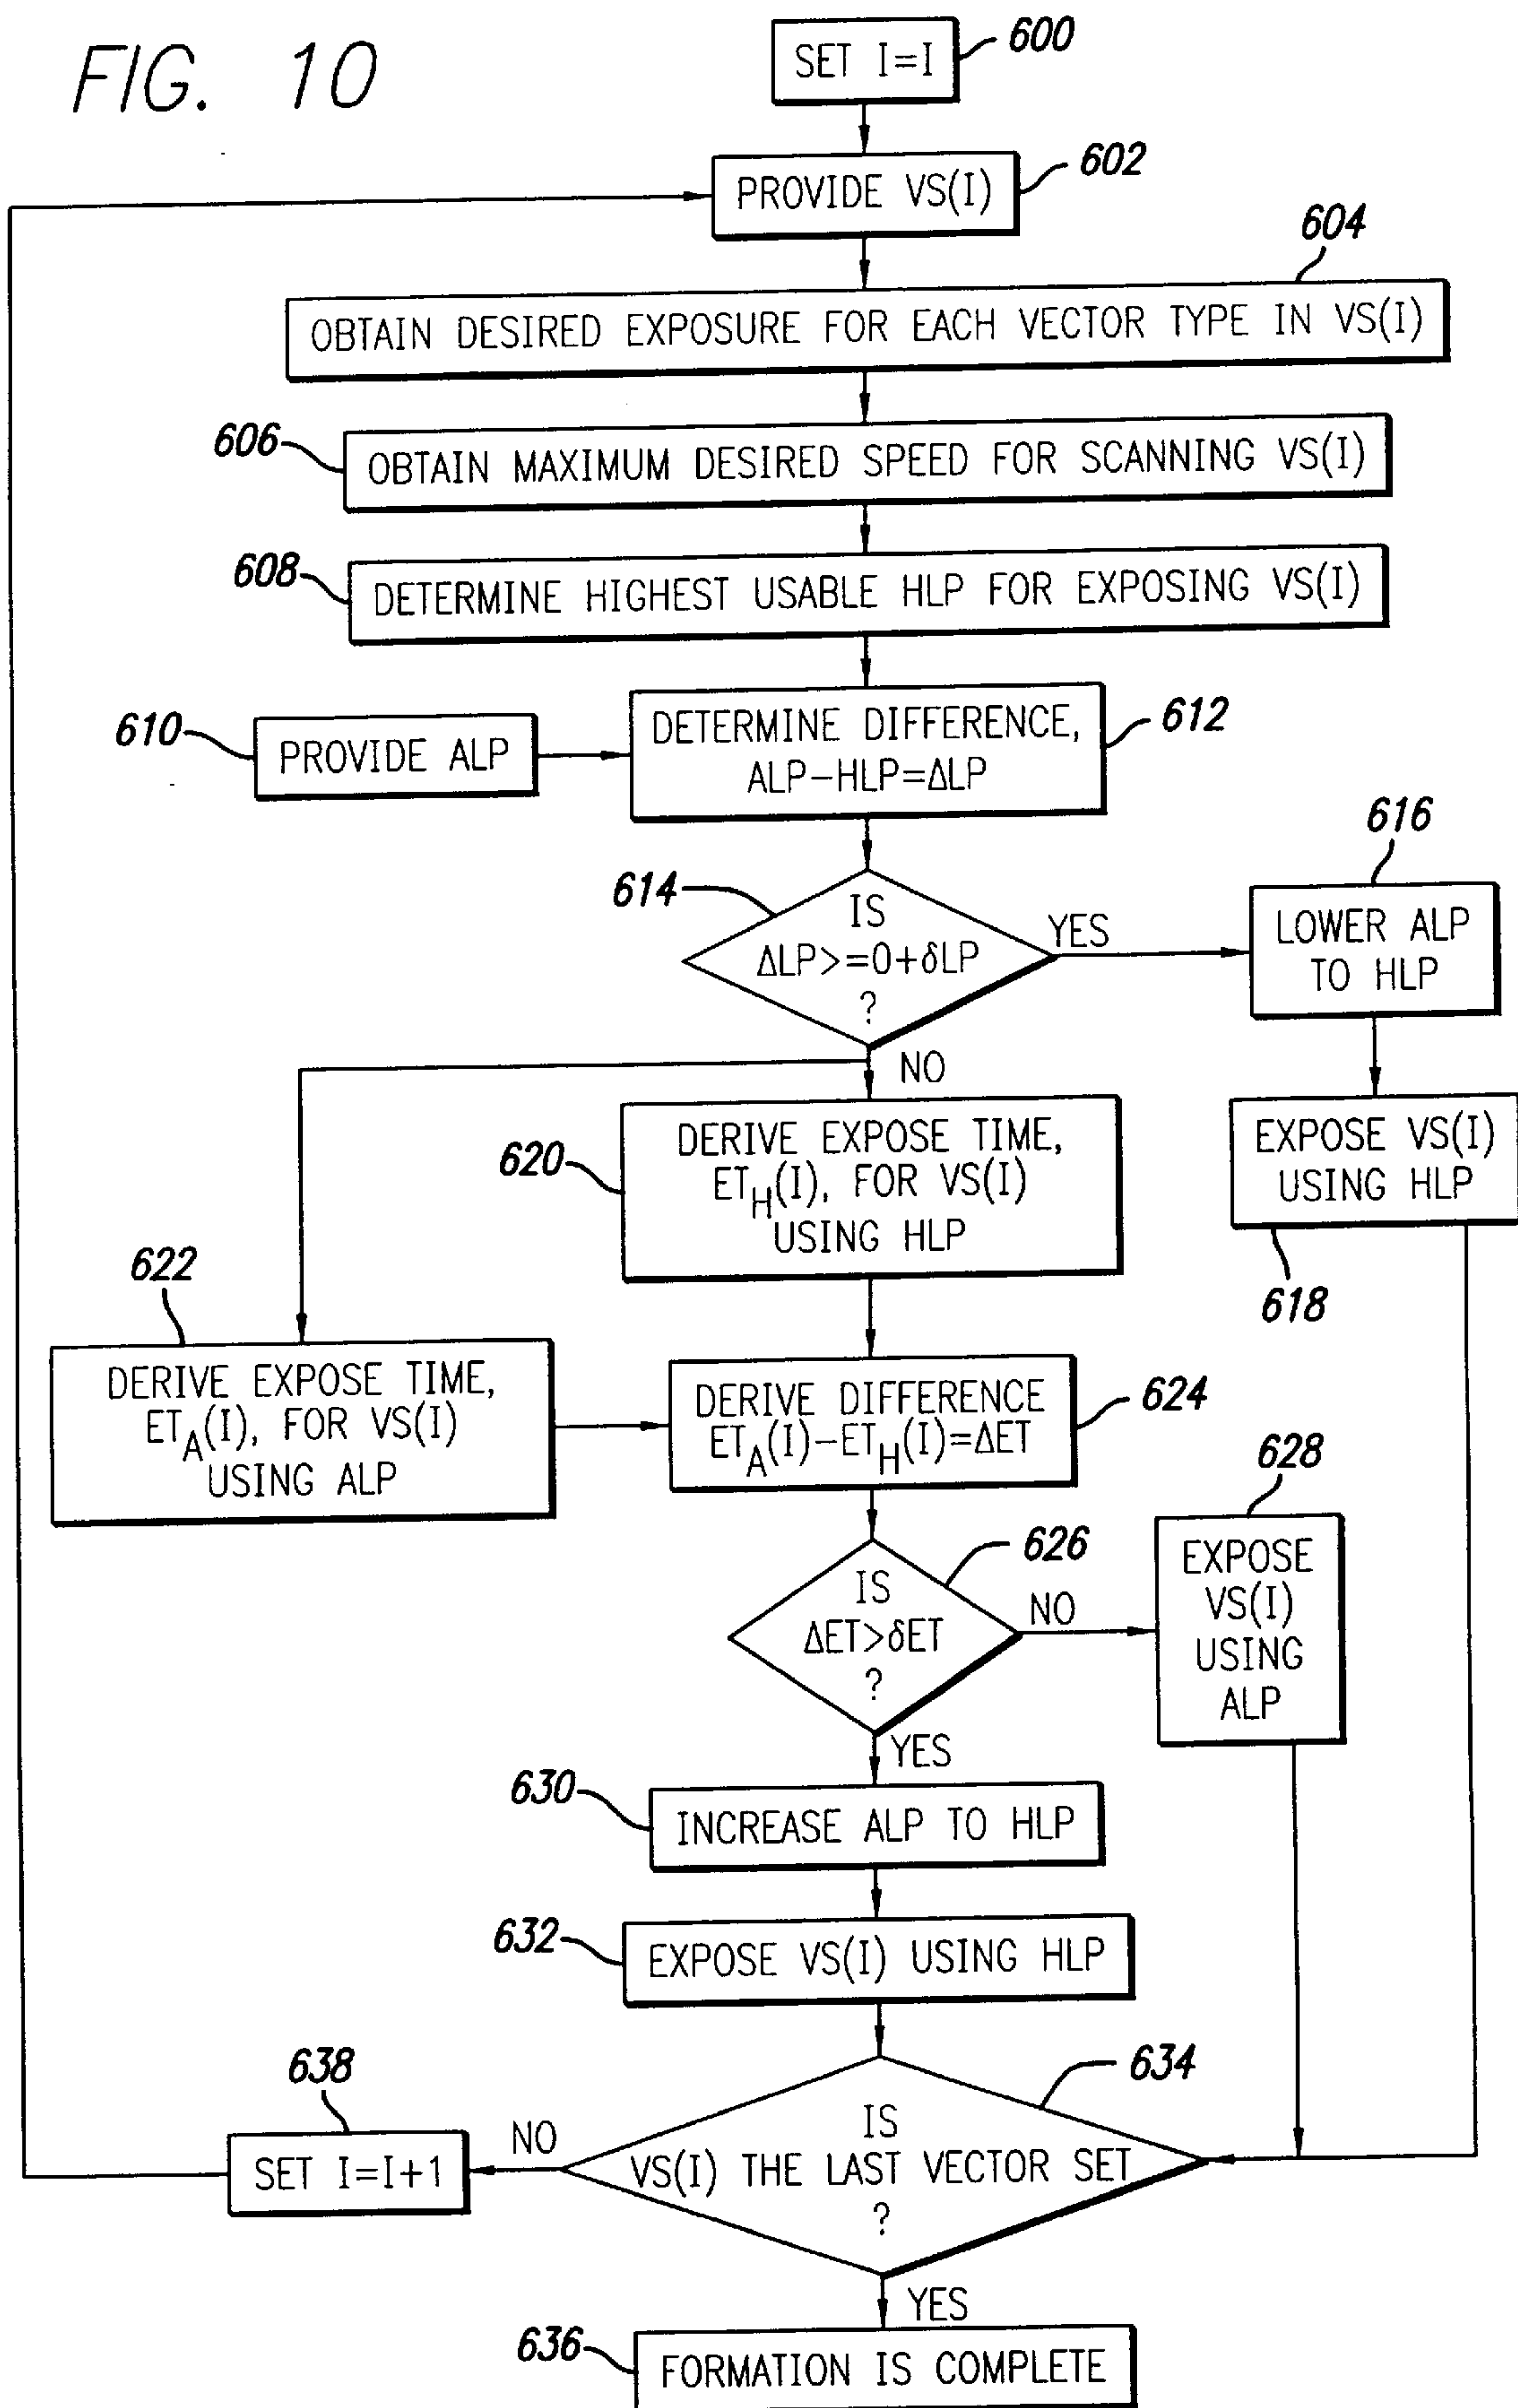 FIG. 10
SET I=I
600
PROVIDE VS(I)
602
604
OBTAIN DESIRED EXPOSURE FOR EACH VECTOR TYPE IN VS(I)
606
OBTAIN MAXIMUM DESIRED SPEED FOR SCANNING VS(I)
608
DETERMINE HIGHEST USABLE HLP FOR EXPOSING VS(I)
610
PROVIDE ALP
DETERMINE DIFFERENCE,
ALP-HLP=ΔLP
612
614
IS
ΔLP>=0+δLP
?
YES
NO
616
LOWER ALP
TO HLP
EXPOSE VS(I)
USING HLP
618
620
DERIVE EXPOSE TIME,
ET_H(I), FOR VS(I)
USING HLP
622
DERIVE EXPOSE TIME,
ET_A(I), FOR VS(I)
USING ALP
DERIVE DIFFERENCE
ET_A(I)-ET_H(I)=ΔET
624
626
IS
ΔET>δET
?
NO
YES
628
EXPOSE
VS(I)
USING
ALP
630
INCREASE ALP TO HLP
632
EXPOSE VS(I) USING HLP
634
IS
VS(I) THE LAST VECTOR SET
?
NO
638
SET I=I+1
YES
636
FORMATION IS COMPLETE